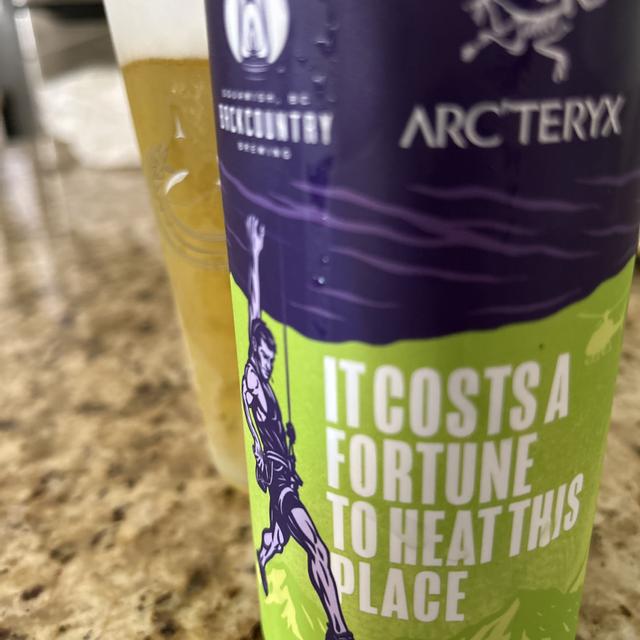 SQUAMISH, BC
BACKCOUNTRY
BREWING
ARC'TERYX
IT COSTS A
FORTUNE
TO HEAT THIS
PLACE